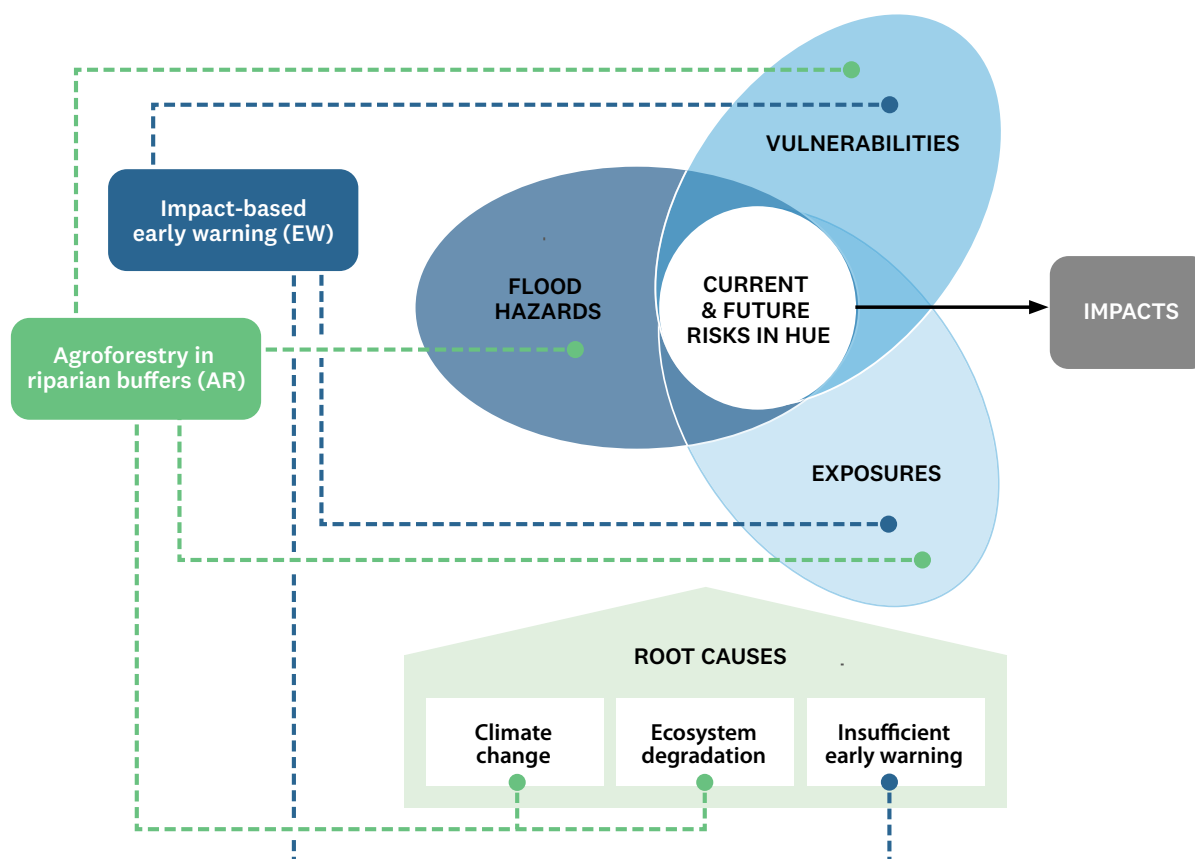 VULNERABILITIES
Impact-based
early warning (EW)
FLOOD
HAZARDS
CURRENT
& FUTURE
RISKS IN HUE
IMPACTS
Agroforestry in
riparian buffers (AR)
EXPOSURES
ROOT CAUSES
Climate
change
Ecosystem
degradation
Insufficient
early warning